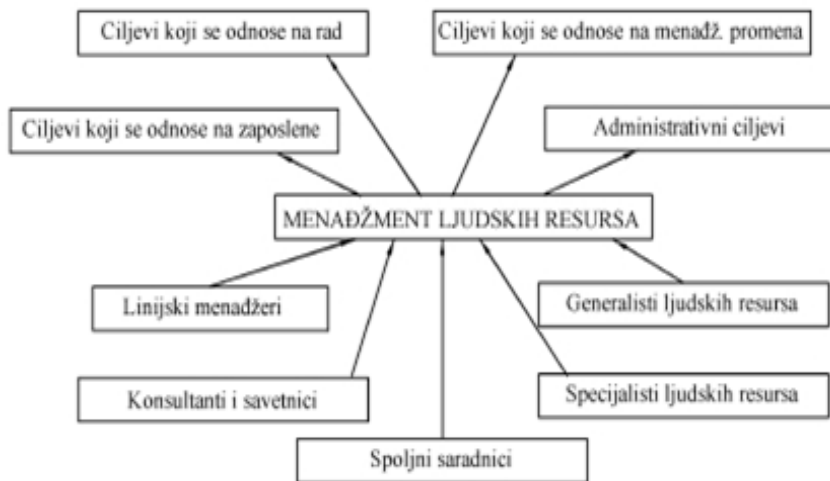 Ciljevi koji se odnose na rad
Ciljevi koji se odnose na menadž. promena
Ciljevi koji se odnose na zaposlene
Administrativni ciljevi
MENADŽMENT LJUDSKIH RESURSA
Linijski menadžeri
Generalisti ljudskih resursa
Konsultanti i savetnici
Specijalisti ljudskih resursa
Spoljni saradnici